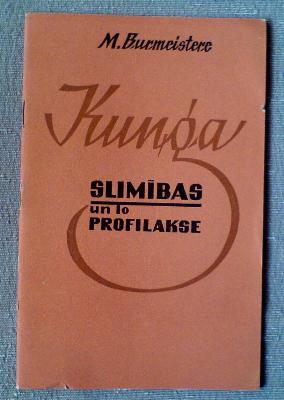 M. Burmeistere
Kuņģa
SLIMĪBAS
un to
PROFILAKSE